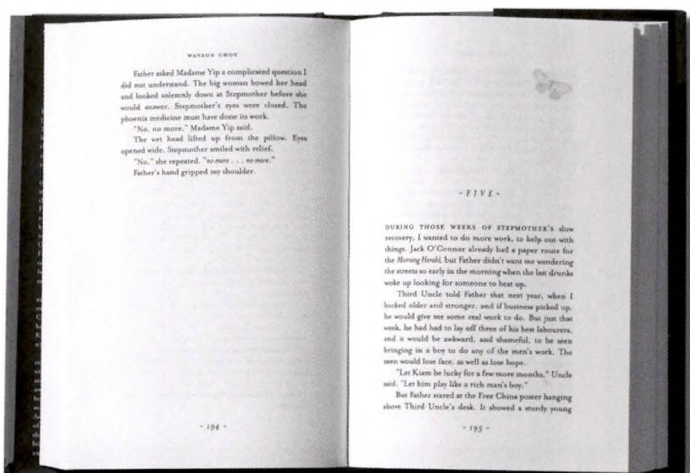 WAYSON CHOY
Father asked Madame Yip a complicated question I
did not understand. The big woman bowed her head
and looked solemnly down at Stepmother before she
would answer. Stepmother's eyes were closed. The
phoenix medicine must have done its work.
"No, no more," Madame Yip said.
The wet head lifted up from the pillow. Eyes
opened wide. Stepmother smiled with relief.
"No," she repeated, "no more . . . no more."
Father's hand gripped my shoulder.
- 194 -
- FIVE -
DURING THOSE WEEKS OF STEPMOTHER'S slow
recovery, I wanted to do more work, to help out with
things. Jack O'Connor already had a paper route for
the Morning Herald, but Father didn't want me wandering
the streets so early in the morning when the last drunks
woke up looking for someone to beat up.
Third Uncle told Father that next year, when I
looked older and stronger, and if business picked up,
he would give me some real work to do. But just that
week, he had had to lay off three of his best labourers,
and it would be awkward, and shameful, to be seen
bringing in a boy to do any of the men's work. The
men would lose face, as well as lose hope.
"Let Kiam be lucky for a few more months," Uncle
said. "Let him play like a rich man's boy."
But Father stared at the Free China poster hanging
above Third Uncle's desk. It showed a sturdy young
- 195 -